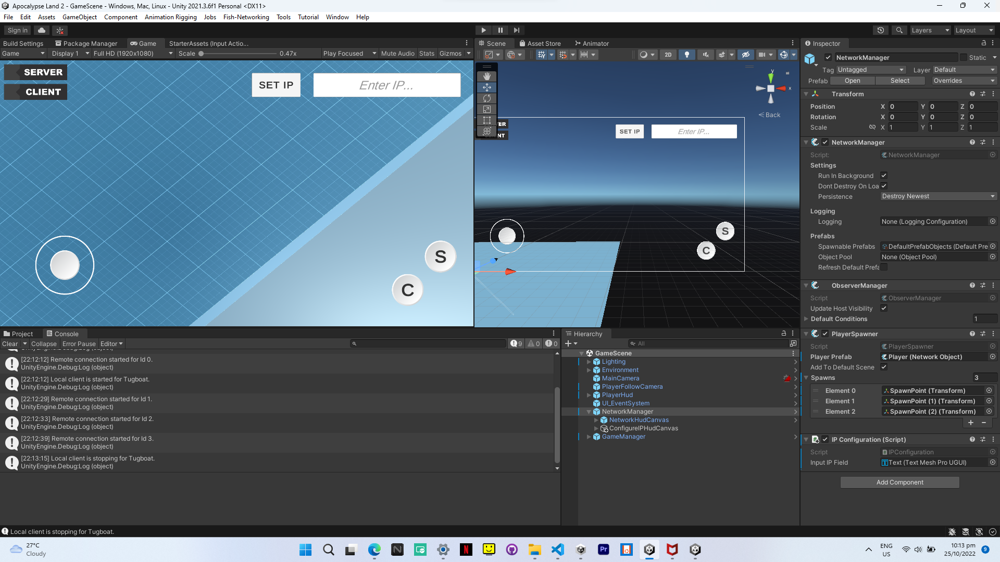 Apocalypse Land 2 - GameScene - Windows, Mac, Linux - Unity 2021.3.6f1 Personal <DX11>
File Edit Assets GameObject Component Animation Rigging Jobs Fish-Networking Tools Tutorial Window Help
Sign in
Layers Layout
Build Settings Package Manager Game StarterAssets (Input Actio...
Game Display 1 Full HD (1920x1080) Scale 0.47x Play Focused Mute Audio Stats Gizmos
SERVER
CLIENT
SET IP Enter IP...
S
C
Scene Asset Store Animator
2D
y
x
Back
ER
ENT
SET IP Enter IP...
S
C
Project Console
Clear Collapse Error Pause Editor 9 0 0
UnityEngine.Debug:Log (object)
[22:12:12] Remote connection started for Id 0.
UnityEngine.Debug:Log (object)
[22:12:12] Local client is started for Tugboat.
UnityEngine.Debug:Log (object)
[22:12:29] Remote connection started for Id 1.
UnityEngine.Debug:Log (object)
[22:12:33] Remote connection started for Id 2.
UnityEngine.Debug:Log (object)
[22:12:39] Remote connection started for Id 3.
UnityEngine.Debug:Log (object)
[22:13:15] Local client is stopping for Tugboat.
UnityEngine.Debug:Log (object)
Local client is stopping for Tugboat.
Hierarchy
All
GameScene
Lighting
Environment
MainCamera
PlayerFollowCamera
PlayerHud
UI_EventSystem
NetworkManager
NetworkHudCanvas
ConfigureIPHudCanvas
GameManager
Inspector
NetworkManager Static
Tag Untagged Layer Default
Prefab Open Select Overrides
Transform
Position X 0 Y 0 Z 0
Rotation X 0 Y 0 Z 0
Scale X 1 Y 1 Z 1
NetworkManager
Script: NetworkManager
Settings
Run In Background
Dont Destroy On Loa
Persistence Destroy Newest
Logging
Logging None (Logging Configuration)
Prefabs
Spawnable Prefabs DefaultPrefabObjects (Default Pre
Object Pool None (Object Pool)
Refresh Default Prefa
ObserverManager
Script ObserverManager
Update Host Visibility
Default Conditions 1
PlayerSpawner
Script PlayerSpawner
Player Prefab Player (Network Object)
Add To Default Scene
Spawns 3
Element 0 SpawnPoint (Transform)
Element 1 SpawnPoint (1) (Transform)
Element 2 SpawnPoint (2) (Transform)
IP Configuration (Script)
Script IPConfiguration
Input IP Field Text (Text Mesh Pro UGUI)
Add Component
27°C
Cloudy
N
N
Pr
ENG
US
10:13 pm
25/10/2022
9